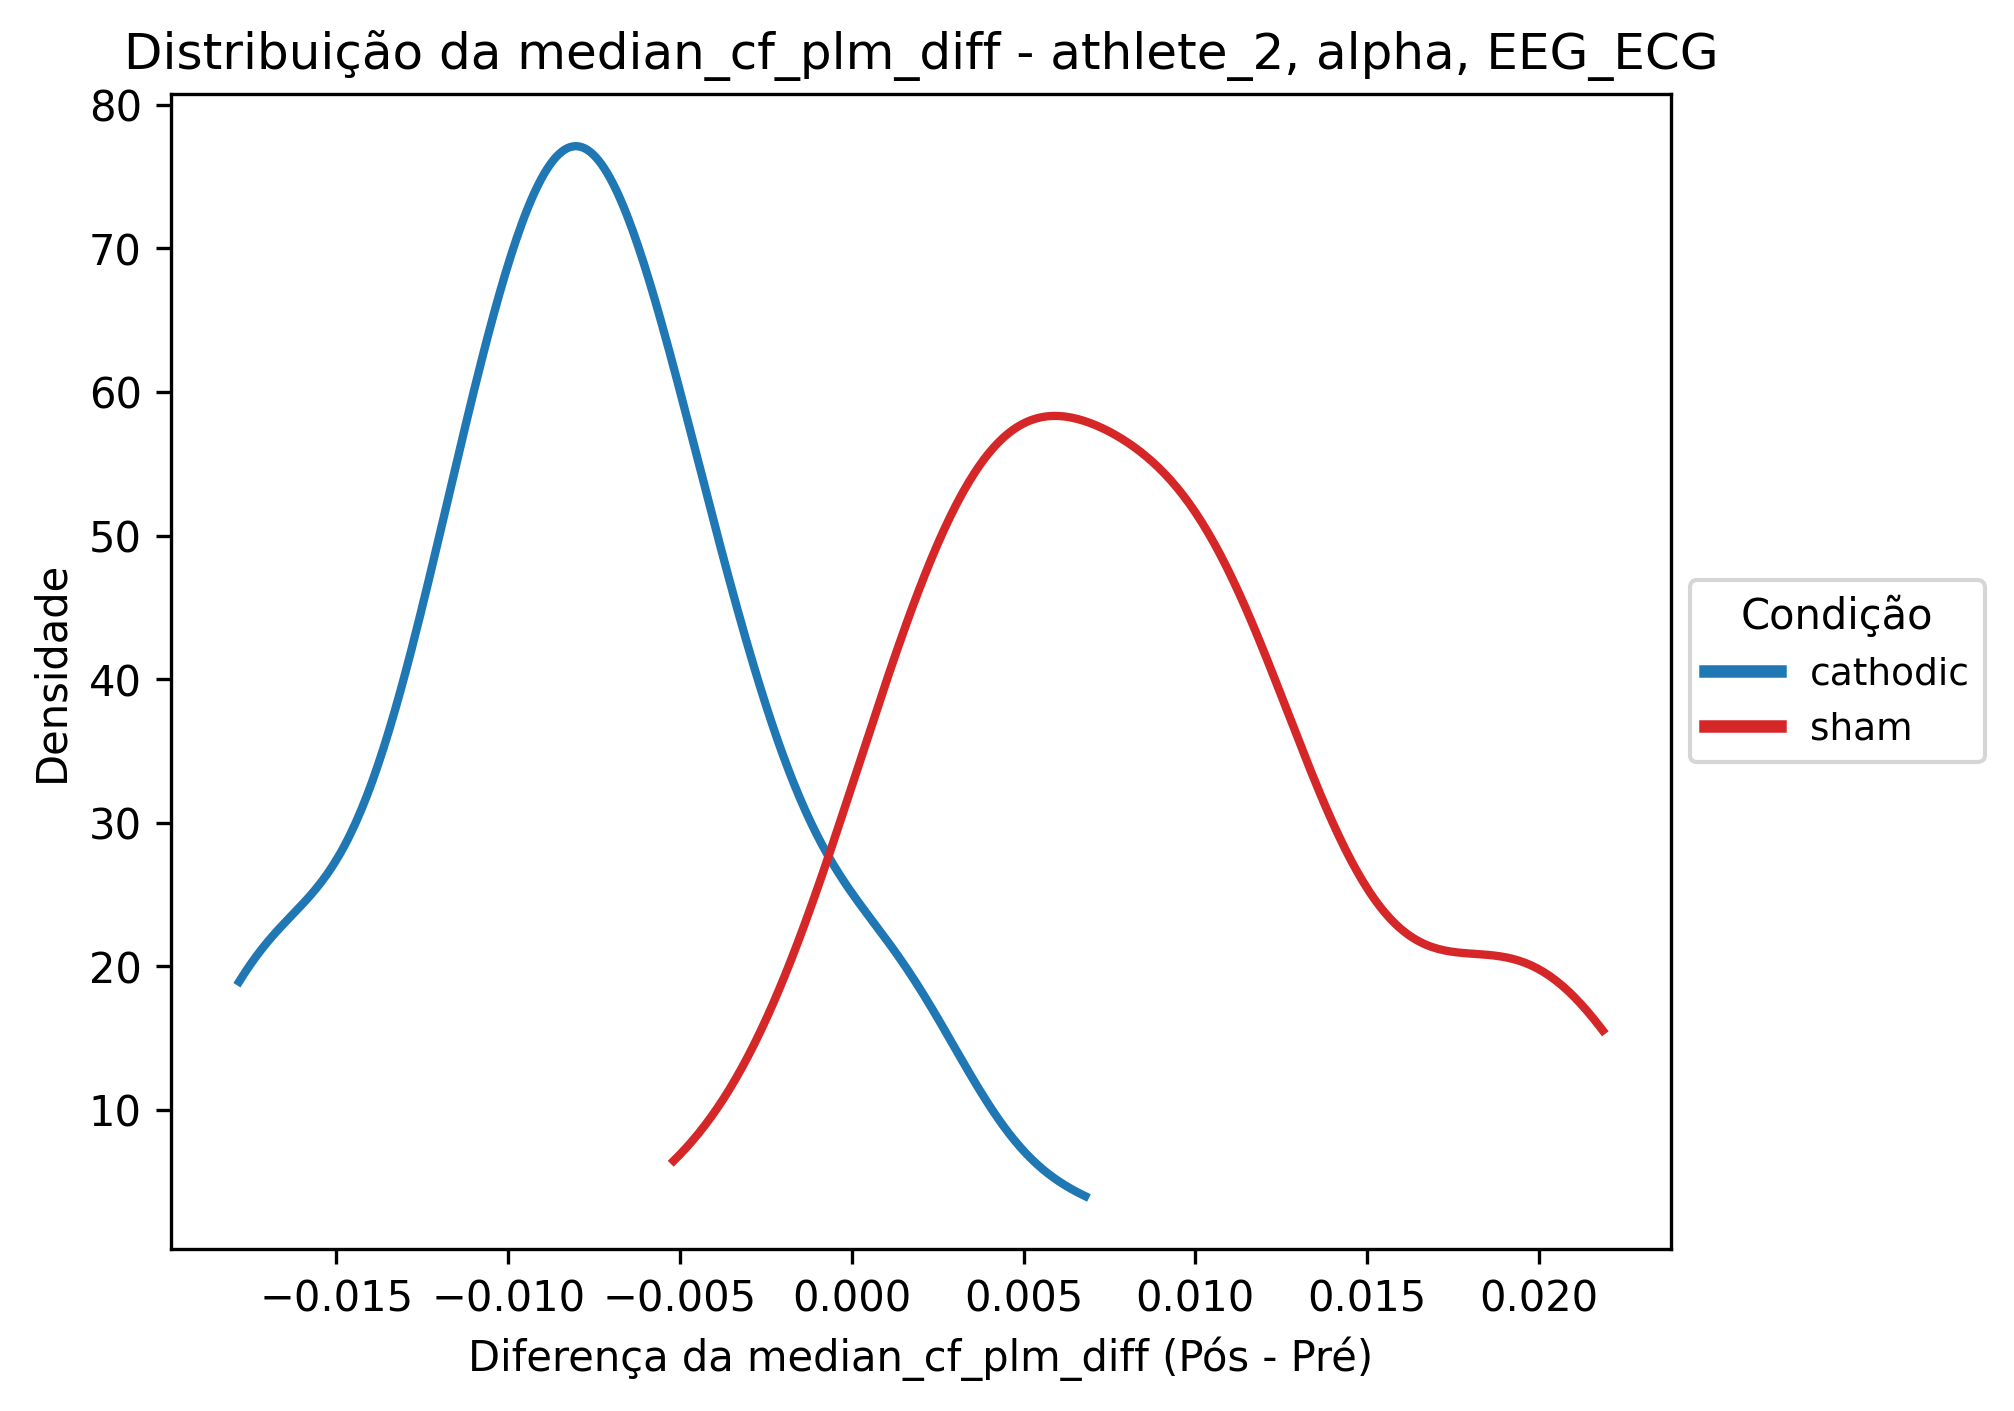 Distribuição da median_cf_plm_diff - athlete_2, alpha, EEG_ECG
80
70
60
50
40
30
20
10
Densidade
−0.015 −0.010 −0.005 0.000 0.005 0.010 0.015 0.020
Diferença da median_cf_plm_diff (Pós - Pré)
Condição
cathodic
sham